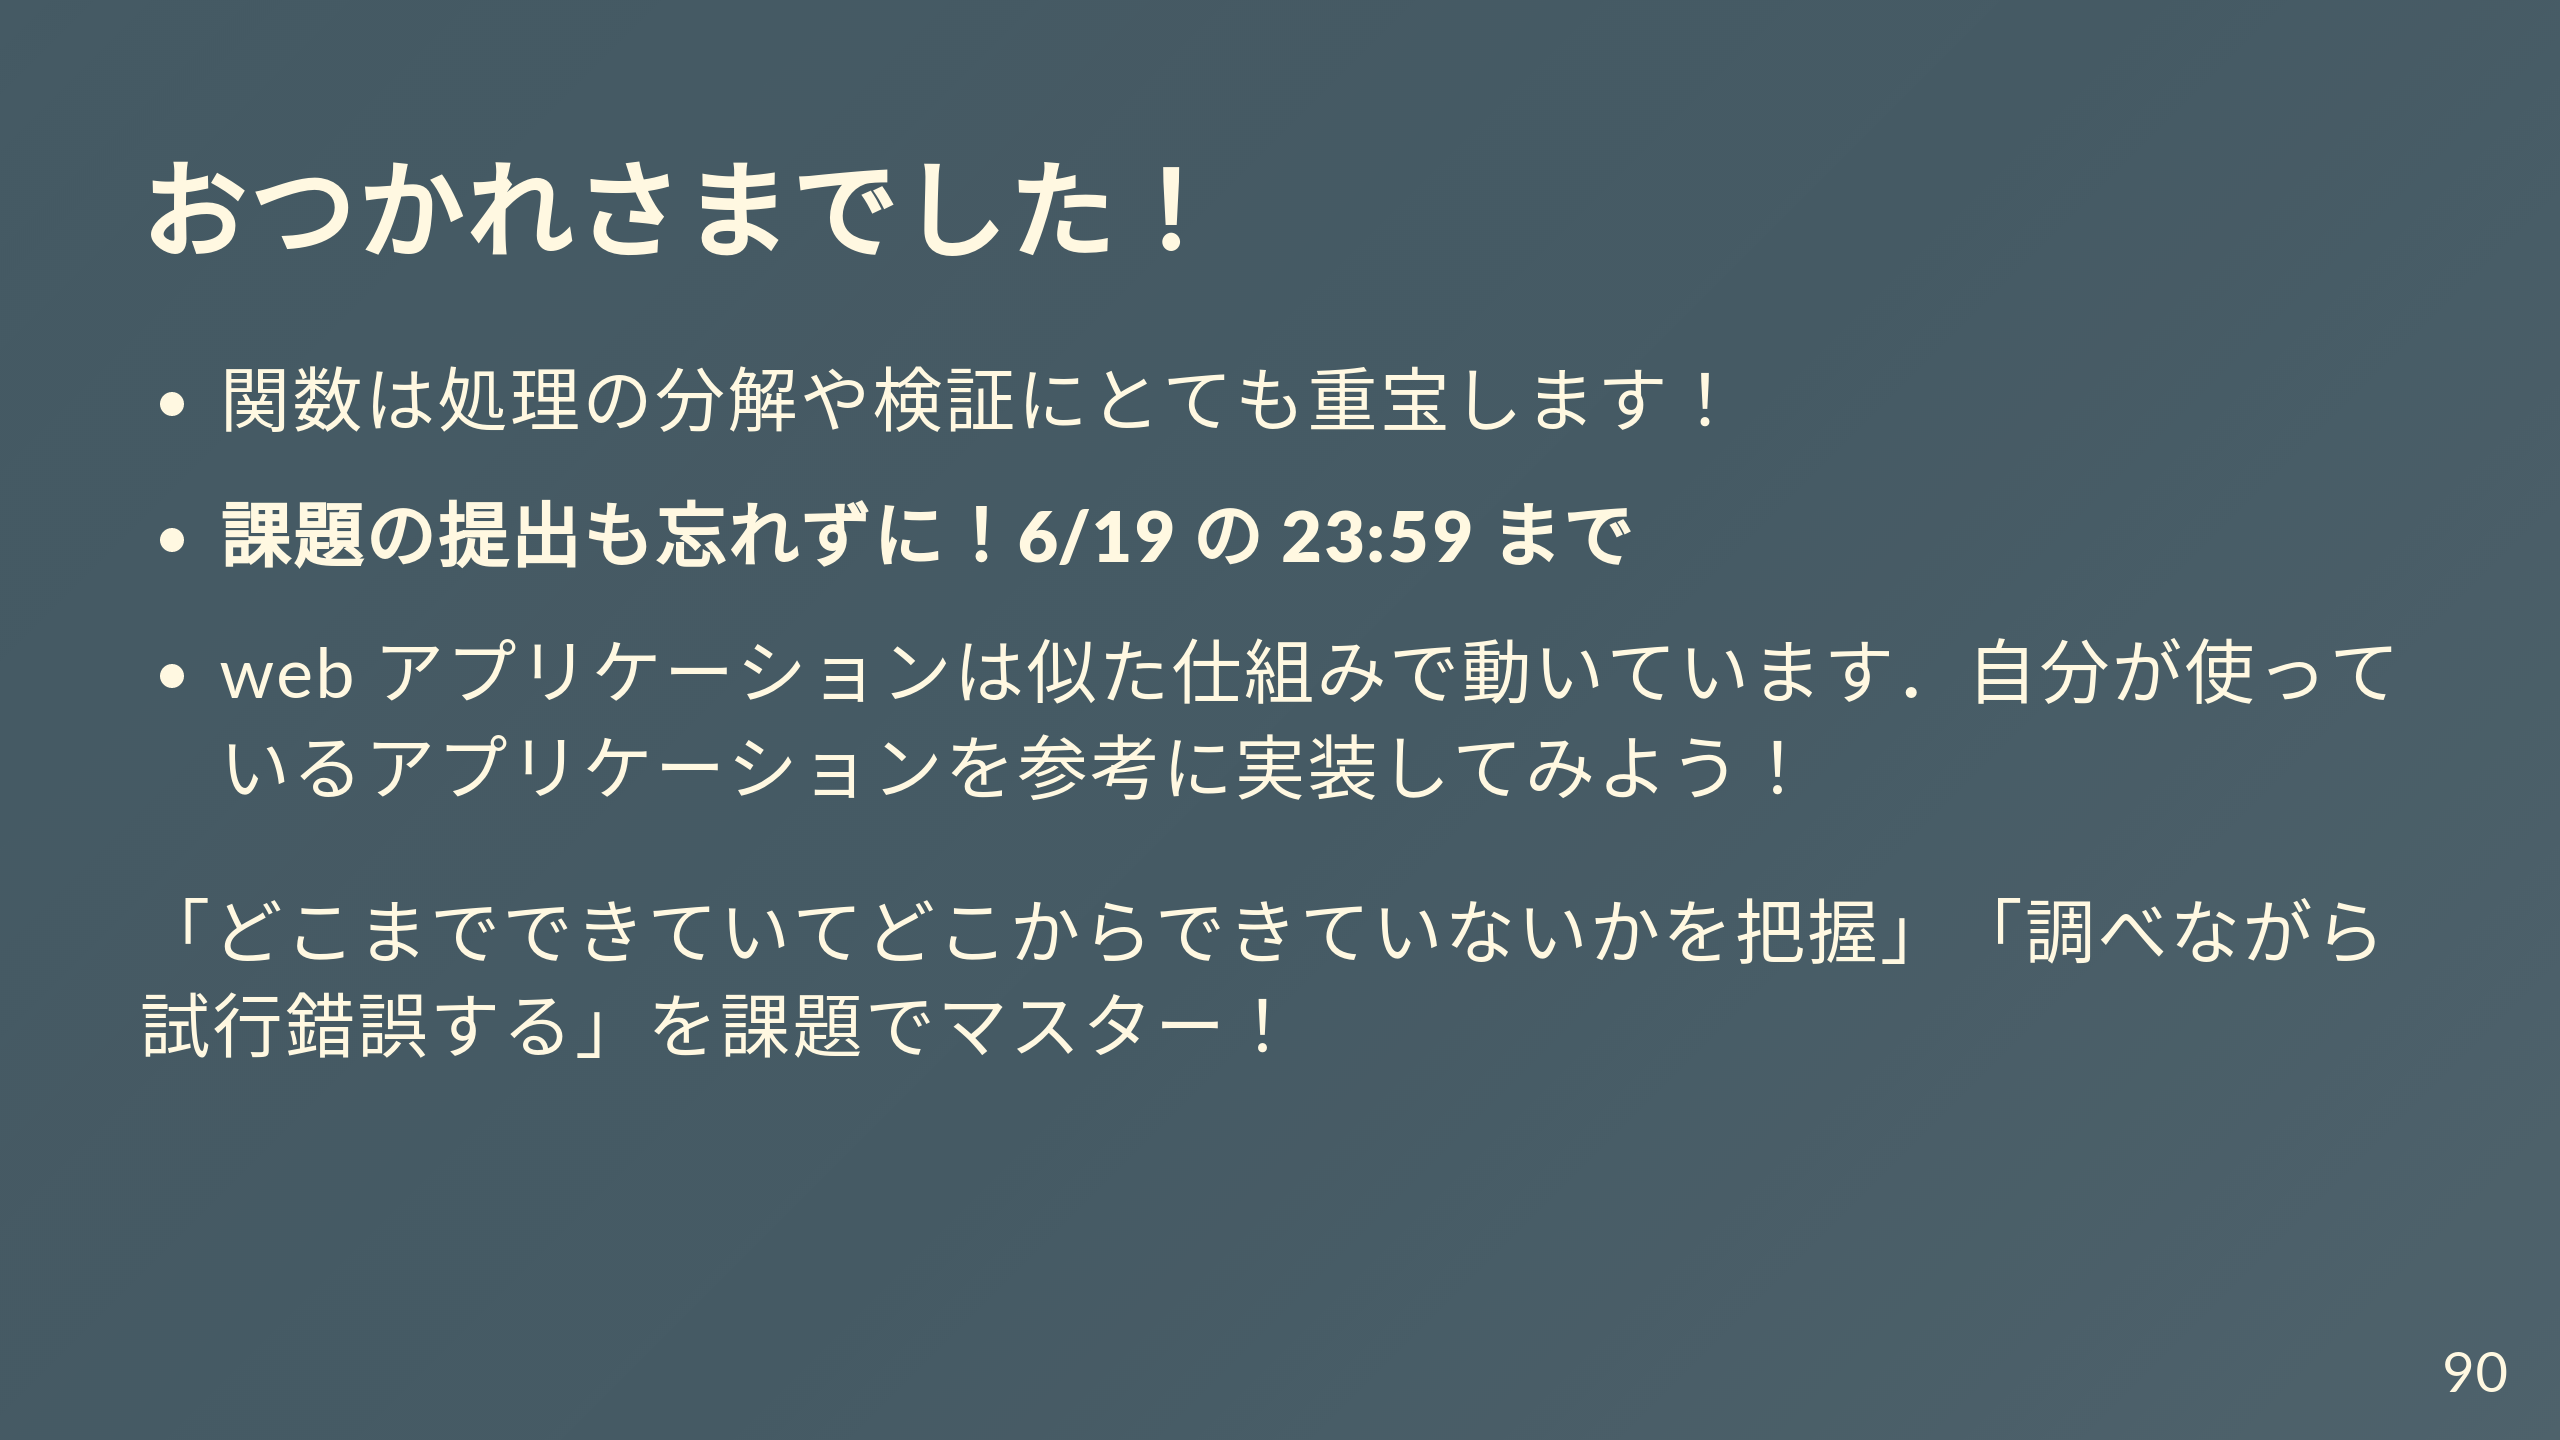 おつかれさまでした！
• 関数は処理の分解や検証にとても重宝します！
• 課題の提出も忘れずに！6/19 の 23:59 まで
• web アプリケーションは似た仕組みで動いています．自分が使って
いるアプリケーションを参考に実装してみよう！
「どこまでできていてどこからできていないかを把握」「調べながら
試行錯誤する」を課題でマスター！
90